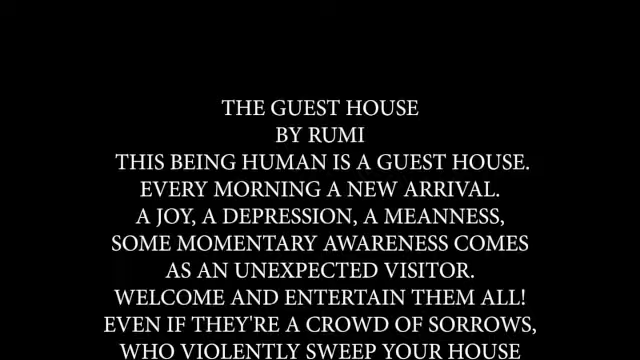 THE GUEST HOUSE
BY RUMI
THIS BEING HUMAN IS A GUEST HOUSE.
EVERY MORNING A NEW ARRIVAL.
A JOY, A DEPRESSION, A MEANNESS,
SOME MOMENTARY AWARENESS COMES
AS AN UNEXPECTED VISITOR.
WELCOME AND ENTERTAIN THEM ALL!
EVEN IF THEY'RE A CROWD OF SORROWS,
WHO VIOLENTLY SWEEP YOUR HOUSE